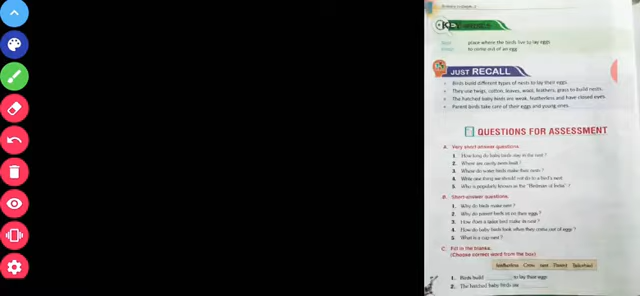 KEY WORDS
place where the birds live to lay eggs
to come out of an egg
JUST RECALL
Birds build different types of nests to lay their eggs.
They use twigs, cotton, leaves, wool, feathers, grass to build nests.
The hatched baby birds are weak, featherless and have closed eyes.
Parent birds take care of their eggs and young ones.
QUESTIONS FOR ASSESSMENT
A. Very short answer questions.
1. How long do baby birds stay in the nest ?
2. Where are cavity nests built ?
3. Where do water birds make their nests ?
4. Write one thing we should not do to a bird's nest.
5. Who is popularly known as the "Birdman of India" ?
B. Short-answer questions.
1. Why do birds make nest ?
2. Why do parent birds sit on their eggs ?
3. How does a tailor bird make its nest ?
4. How do baby birds look when they come out of eggs ?
5. What is a cup nest ?
C. Fill in the blanks.
(Choose correct word from the box)
featherless Crow nest Parent Tailorbird
1. Birds build to lay their eggs.
2. The hatched baby birds are